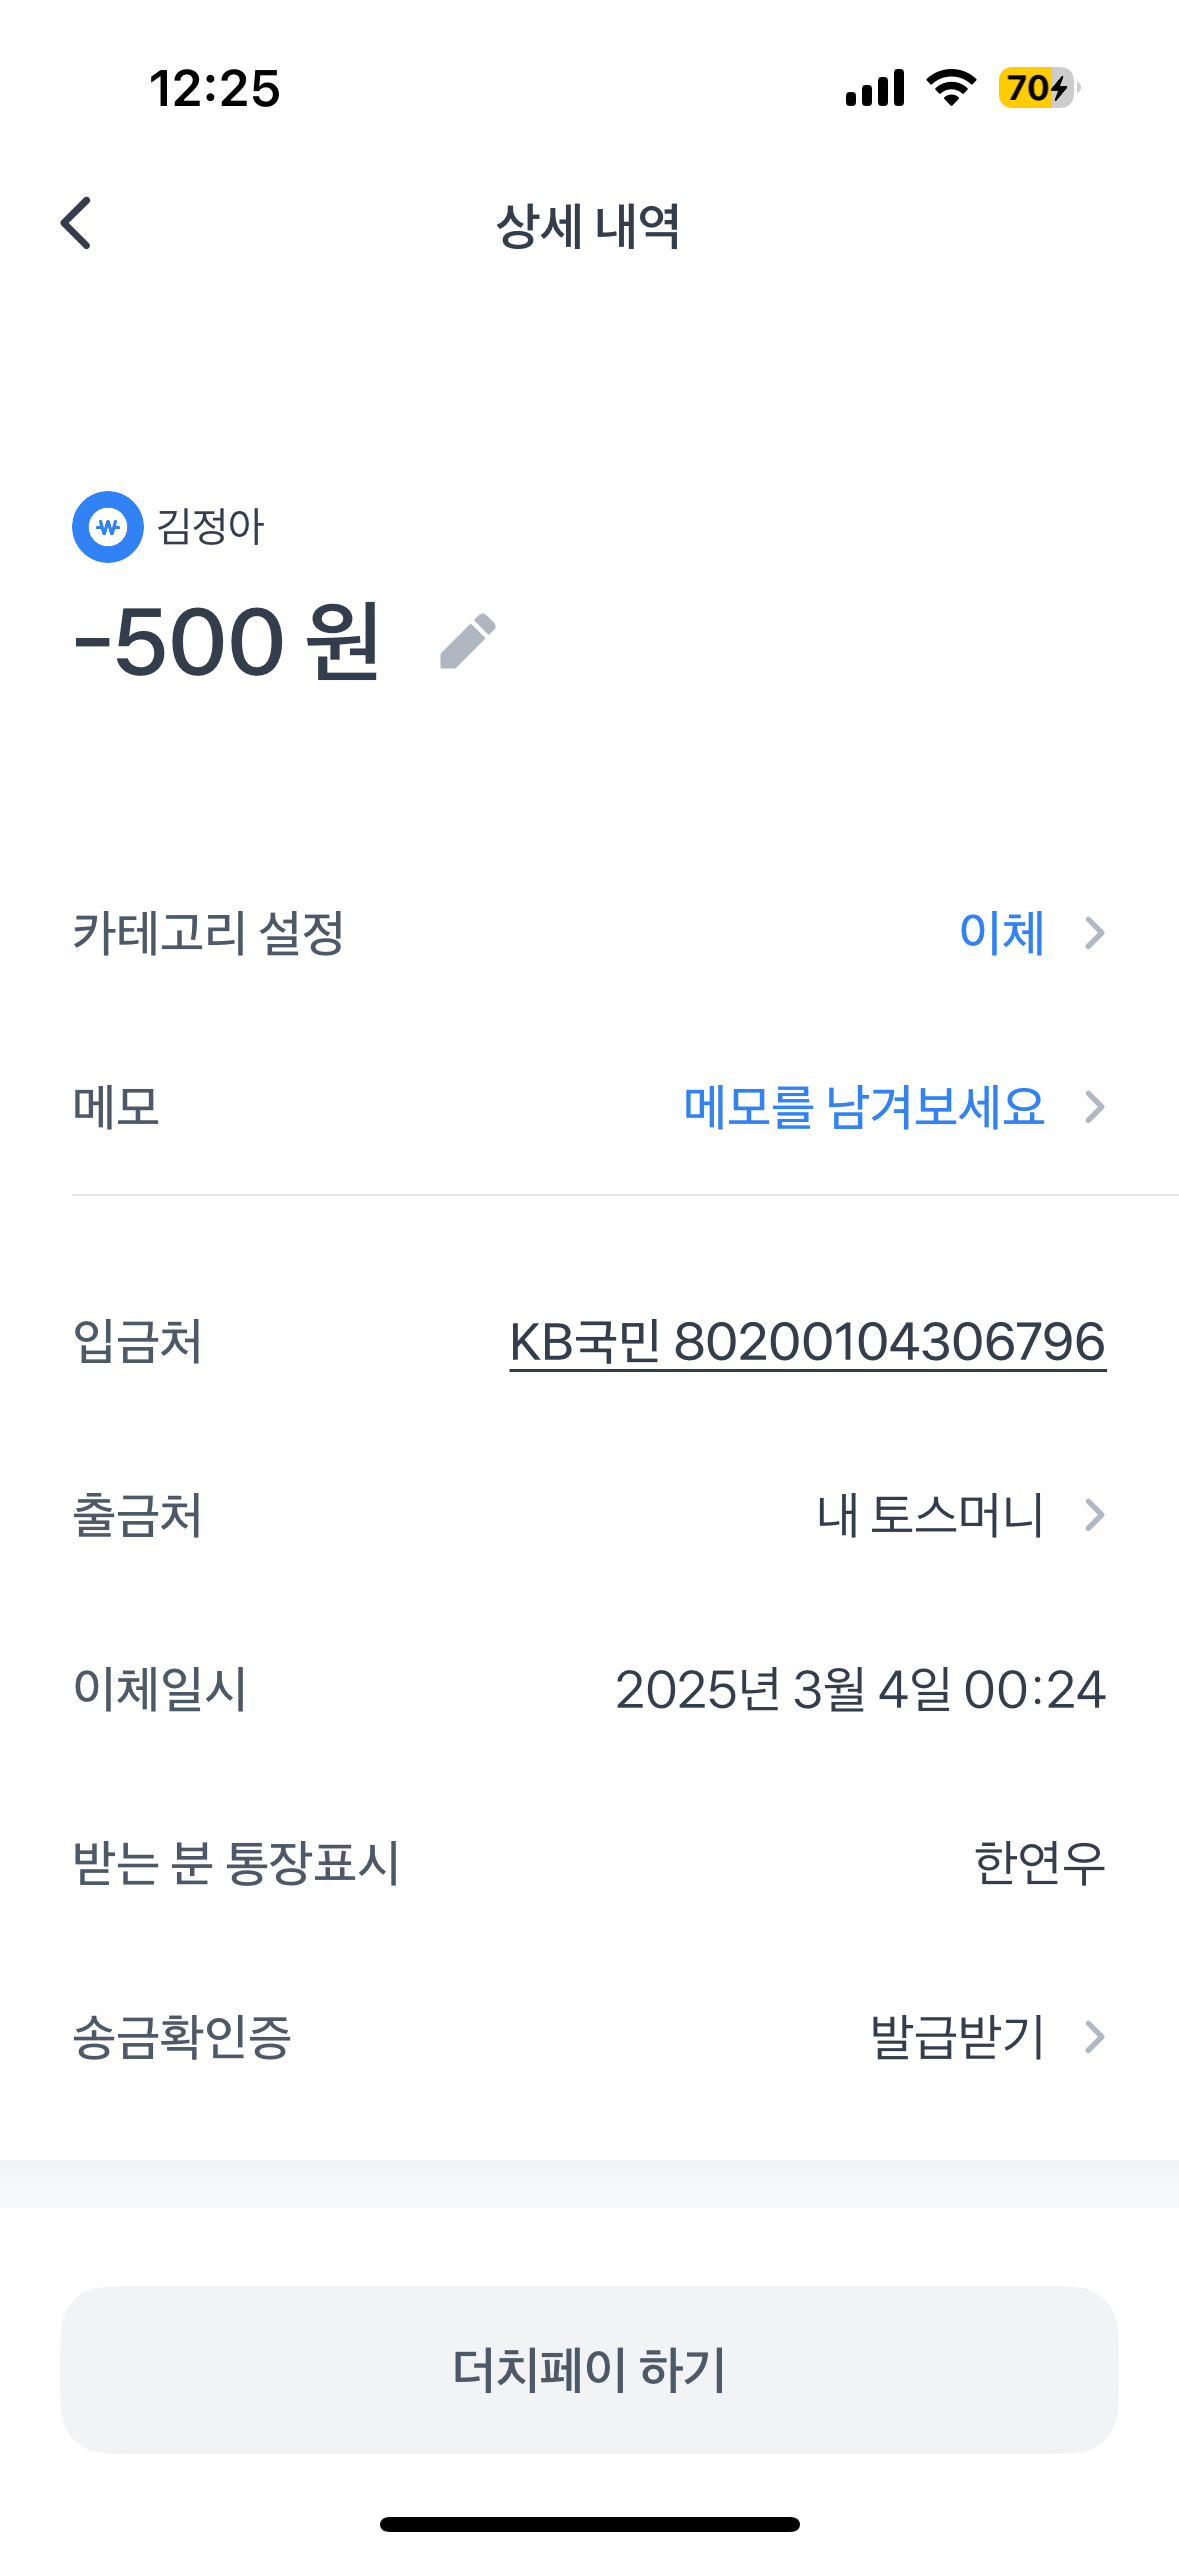 12:25
70
상세 내역
₩ 김정아
-500 원
카테고리 설정 이체
메모 메모를 남겨보세요
입금처 KB국민 80200104306796
출금처 내 토스머니
이체일시 2025년 3월 4일 00:24
받는 분 통장표시 한연우
송금확인증 발급받기
더치페이 하기